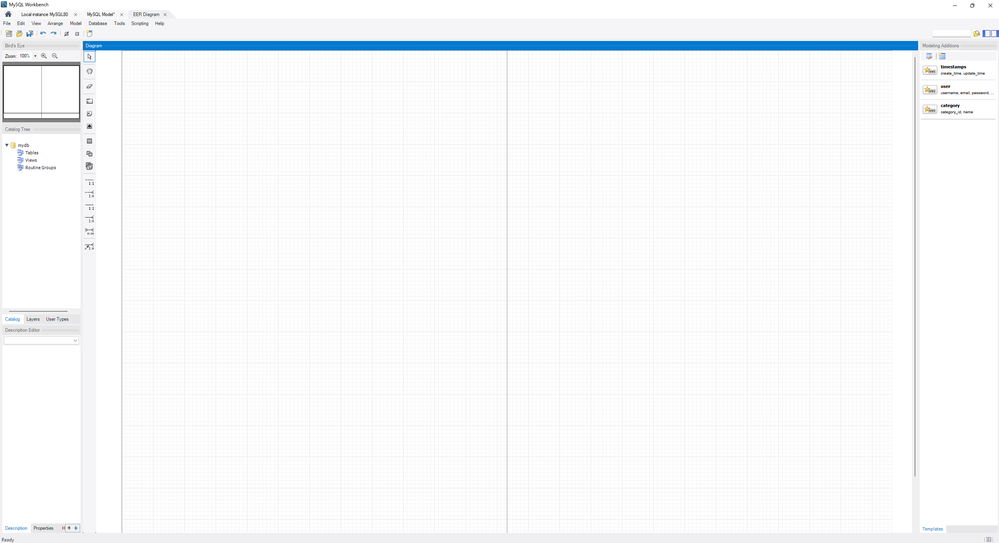 MySQL Workbench
Local instance MySQL80
MySQL Model*
EER Diagram
File Edit View Arrange Model Database Tools Scripting Help
Bird's Eye
Zoom: 100%
Catalog Tree
mydb
Tables
Views
Routine Groups
Catalog Layers User Types
Description Editor
Description Properties H
Ready
Diagram
1:1
1:n
1:1
1:n
n:m
1:n
Modeling Additions
MWB
timestamps
create_time, update_time
MWB
user
username, email, password, ...
MWB
category
category_id, name
Templates